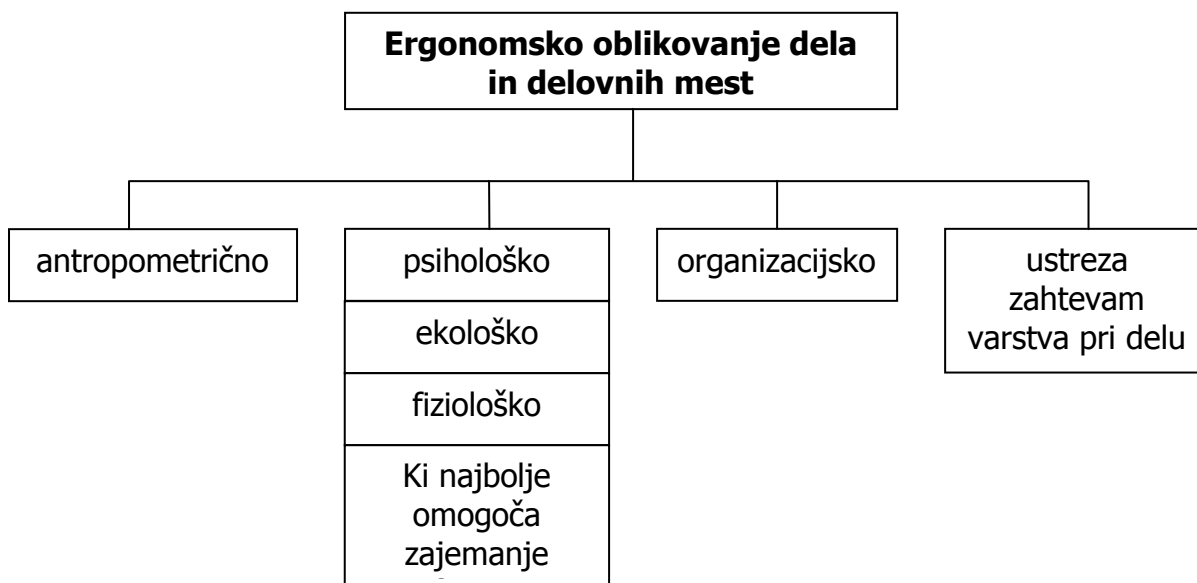 Ergonomsko oblikovanje dela
in delovnih mest
antropometrično
psihološko
organizacijsko
ustreza
zahtevam
varstva pri delu
ekološko
fiziološko
Ki najbolje
omogoča
zajemanje